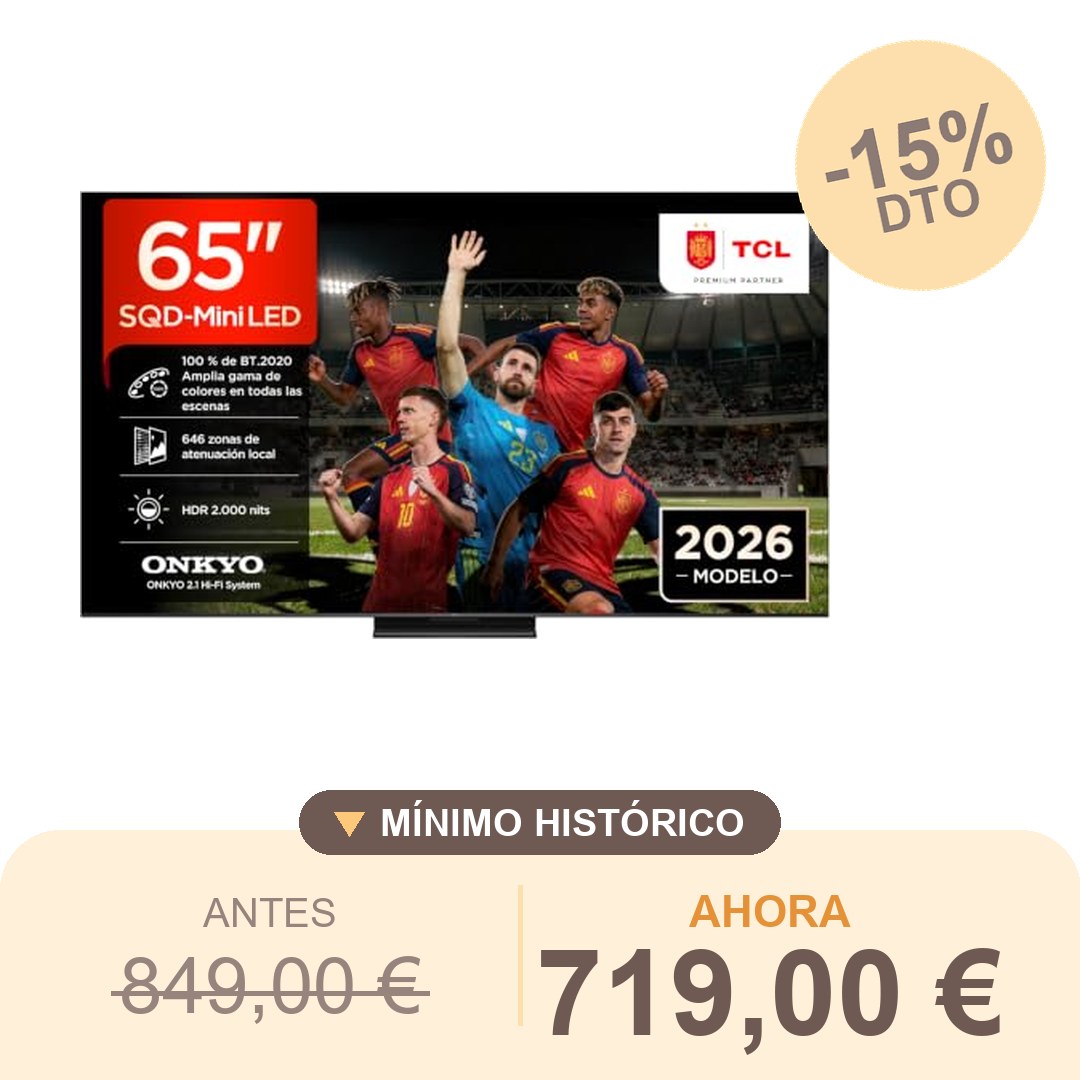 -15%
DTO
65"
SQD-Mini LED
TCL
PREMIUM PARTNER
100 % de BT.2020
Amplia gama de
colores en todas las
escenas
646 zonas de
atenuación local
HDR 2.000 nits
ONKYO
ONKYO 2.1 Hi-Fi System
23
10
2026
MODELO
MÍNIMO HISTÓRICO
ANTES
849,00 €
AHORA
719,00 €